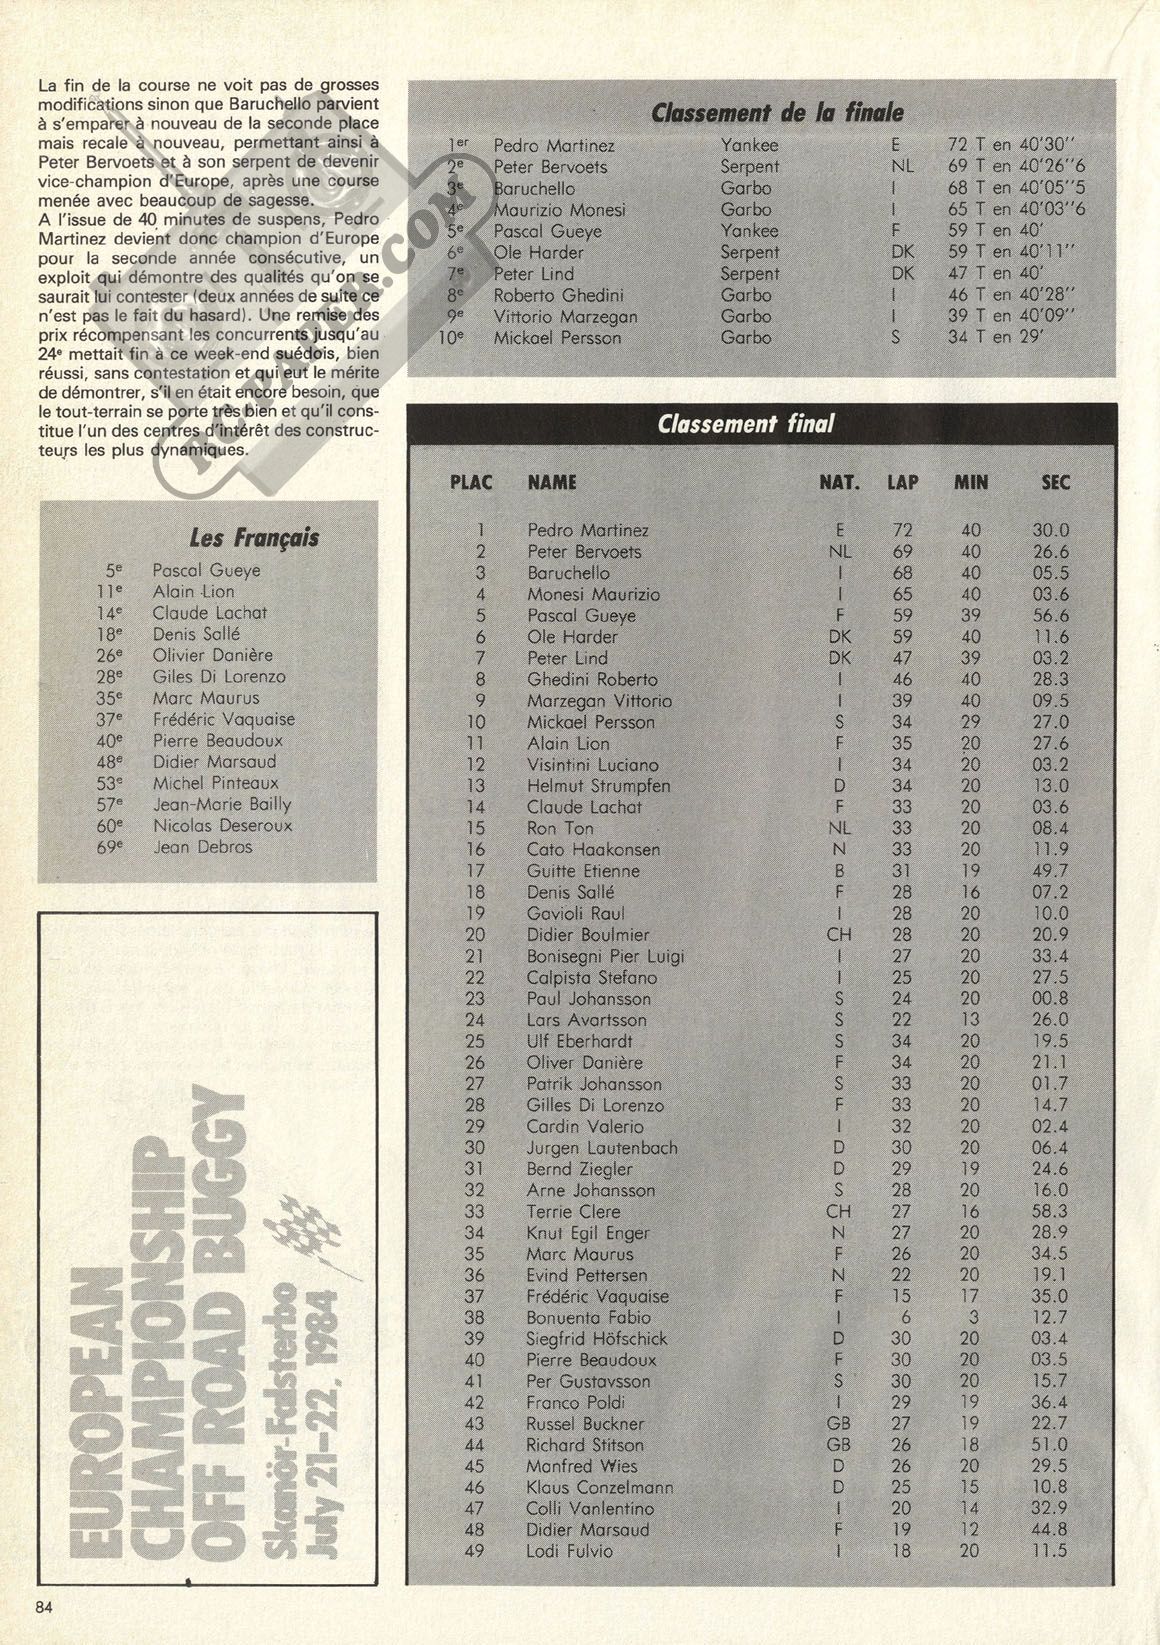 La fin de la course ne voit pas de grosses
modifications sinon que Baruchello parvient
à s'emparer à nouveau de la seconde place
mais recale à nouveau, permettant ainsi à
Peter Bervoets et à son serpent de devenir
vice-champion d'Europe, après une course
menée avec beaucoup de sagesse.
A l'issue de 40 minutes de suspens, Pedro
Martinez devient donc champion d'Europe
pour la seconde année consécutive, un
exploit qui démontre des qualités qu'on se
saurait lui contester (deux années de suite ce
n'est pas le fait du hasard). Une remise des
prix récompensant les concurrents jusqu'au
24e mettait fin à ce week-end suédois, bien
réussi, sans contestation et qui eut le mérite
de démontrer, s'il en était encore besoin, que
le tout-terrain se porte très bien et qu'il cons-
titue l'un des centres d'intérêt des construc-
teurs les plus dynamiques.
RC-PAPER.COM
Les Français
5e Pascal Gueye
11e Alain Lion
14e Claude Lachat
18e Denis Sallé
26e Olivier Danière
28e Giles Di Lorenzo
35e Marc Maurus
37e Frédéric Vaquaise
40e Pierre Beaudoux
48e Didier Marsaud
53e Michel Pinteaux
57e Jean-Marie Bailly
60e Nicolas Deseroux
69e Jean Debros
EUROPEAN
CHAMPIONSHIP
OFF ROAD BUGGY
Skanör-Falsterbo
July 21-22, 1984
Classement de la finale
1er Pedro Martinez Yankee E 72 T en 40'30''
2e Peter Bervoets Serpent NL 69 T en 40'26''6
3e Baruchello Garbo I 68 T en 40'05''5
4e Maurizio Monesi Garbo I 65 T en 40'03''6
5e Pascal Gueye Yankee F 59 T en 40'
6e Ole Harder Serpent DK 59 T en 40'11''
7e Peter Lind Serpent DK 47 T en 40'
8e Roberto Ghedini Garbo I 46 T en 40'28''
9e Vittorio Marzegan Garbo I 39 T en 40'09''
10e Mickael Persson Garbo S 34 T en 29'
Classement final
PLAC NAME NAT. LAP MIN SEC
1 Pedro Martinez E 72 40 30.0
2 Peter Bervoets NL 69 40 26.6
3 Baruchello I 68 40 05.5
4 Monesi Maurizio I 65 40 03.6
5 Pascal Gueye F 59 39 56.6
6 Ole Harder DK 59 40 11.6
7 Peter Lind DK 47 39 03.2
8 Ghedini Roberto I 46 40 28.3
9 Marzegan Vittorio I 39 40 09.5
10 Mickael Persson S 34 29 27.0
11 Alain Lion F 35 20 27.6
12 Visintini Luciano I 34 20 03.2
13 Helmut Strumpfen D 34 20 13.0
14 Claude Lachat F 33 20 03.6
15 Ron Ton NL 33 20 08.4
16 Cato Haakonsen N 33 20 11.9
17 Guitte Etienne B 31 19 49.7
18 Denis Sallé F 28 16 07.2
19 Gavioli Raul I 28 20 10.0
20 Didier Boulmier CH 28 20 20.9
21 Bonisegni Pier Luigi I 27 20 33.4
22 Calpista Stefano I 25 20 27.5
23 Paul Johansson S 24 20 00.8
24 Lars Avartsson S 22 13 26.0
25 Ulf Eberhardt S 34 20 19.5
26 Oliver Danière F 34 20 21.1
27 Patrik Johansson S 33 20 01.7
28 Gilles Di Lorenzo F 33 20 14.7
29 Cardin Valerio I 32 20 02.4
30 Jurgen Lautenbach D 30 20 06.4
31 Bernd Ziegler D 29 19 24.6
32 Arne Johansson S 28 20 16.0
33 Terrie Clere CH 27 16 58.3
34 Knut Egil Enger N 27 20 28.9
35 Marc Maurus F 26 20 34.5
36 Evind Pettersen N 22 20 19.1
37 Frédéric Vaquaise F 15 17 35.0
38 Bonuenta Fabio I 6 3 12.7
39 Siegfrid Höfschick D 30 20 03.4
40 Pierre Beaudoux F 30 20 03.5
41 Per Gustavsson S 30 20 15.7
42 Franco Poldi I 29 19 36.4
43 Russel Buckner GB 27 19 22.7
44 Richard Stitson GB 26 18 51.0
45 Manfred Wies D 26 20 29.5
46 Klaus Conzelmann D 25 15 10.8
47 Colli Vanlentino I 20 14 32.9
48 Didier Marsaud F 19 12 44.8
49 Lodi Fulvio I 18 20 11.5
84